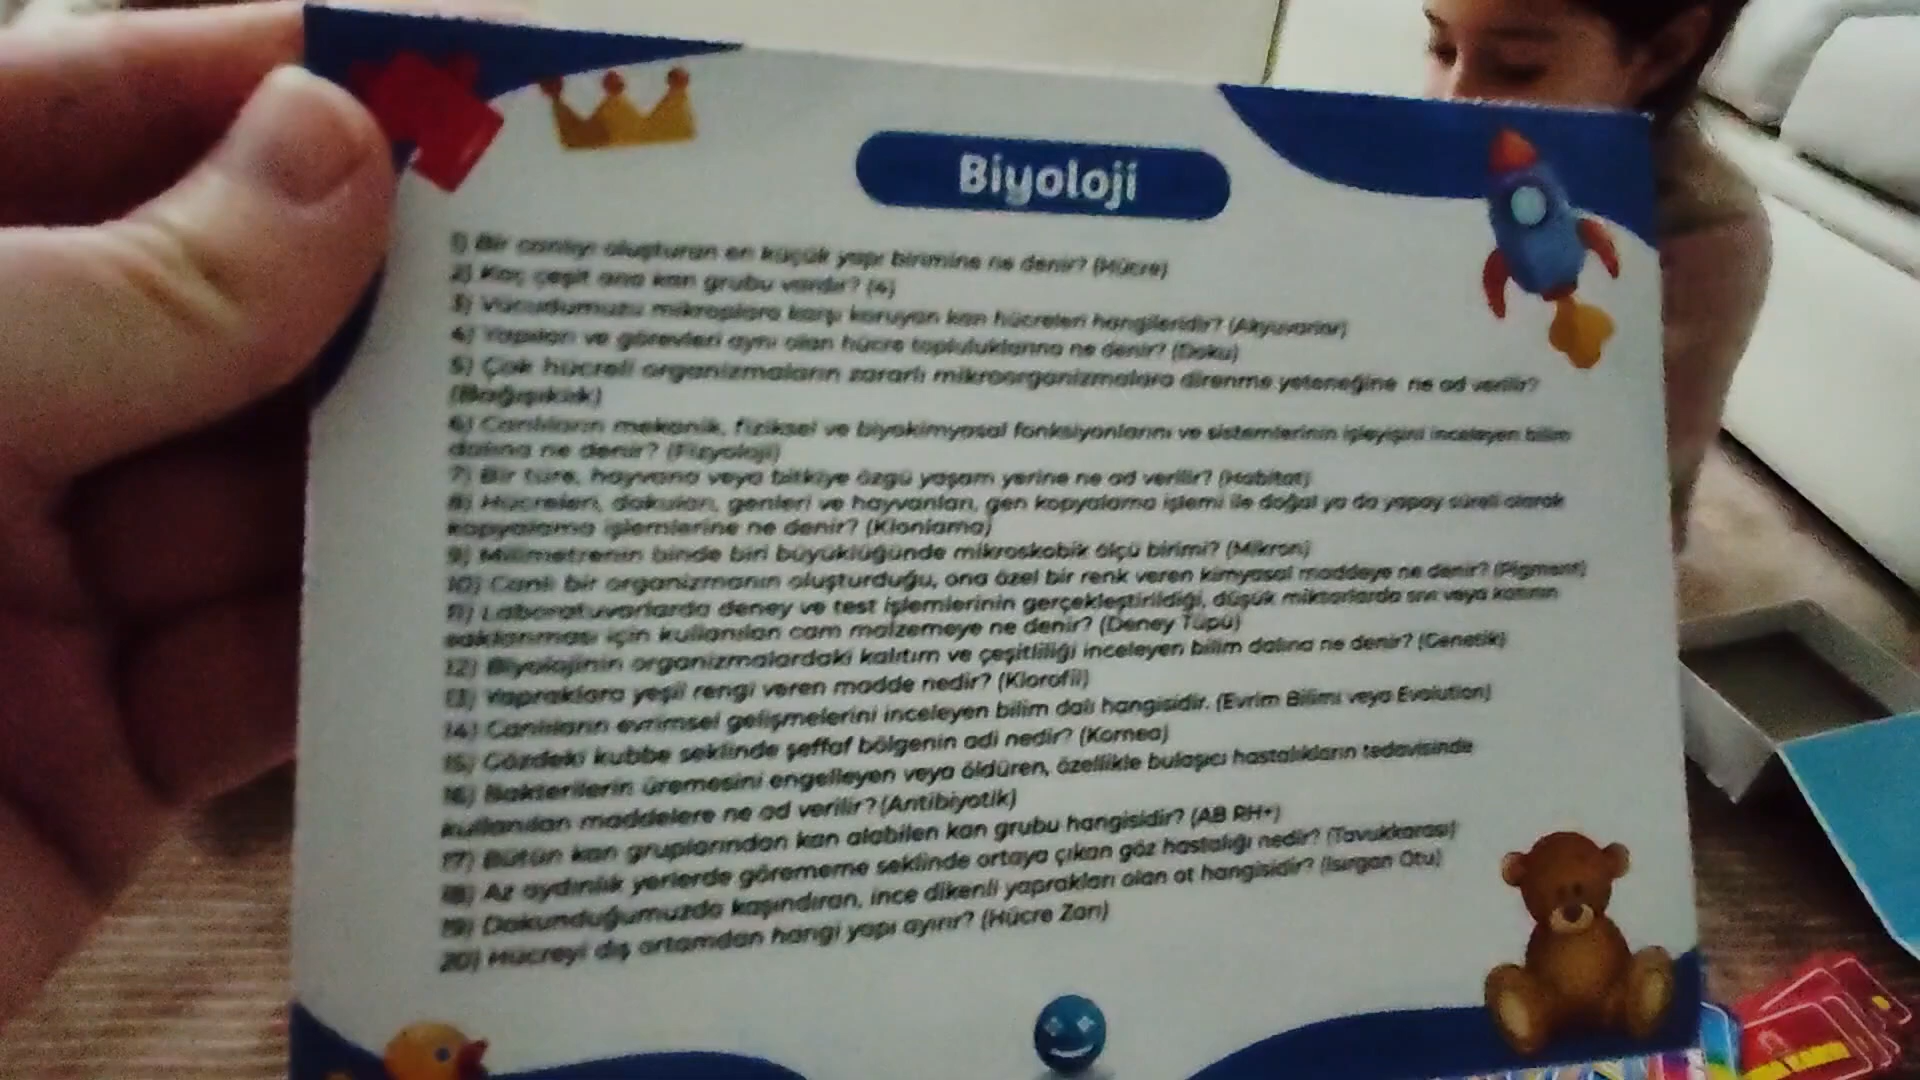 Biyoloji
1) Bir canlıyı oluşturan en küçük yapı birimine ne denir? (Hücre)
2) Kaç çeşit ana kan grubu vardır? (4)
3) Vücudumuzu mikroplara karşı koruyan kan hücreleri hangileridir? (Akyuvarlar)
4) Yapıları ve görevleri aynı olan hücre topluluklarına ne denir? (Doku)
5) Çok hücreli organizmaların zararlı mikroorganizmalara direnme yeteneğine ne ad verilir?
(Bağışıklık)
6) Canlıların mekanik, fiziksel ve biyokimyasal fonksiyonlarını ve sistemlerinin işleyişini inceleyen bilim
dalına ne denir? (Fizyoloji)
7) Bir türe, hayvana veya bitkiye özgü yaşam yerine ne ad verilir? (Habitat)
8) Hücreleri, dokuları, genleri ve hayvanları, gen kopyalama işlemi ile doğal ya da yapay süreli olarak
kopyalama işlemlerine ne denir? (Klonlama)
9) Milimetrenin binde biri büyüklüğünde mikroskobik ölçü birimi? (Mikron)
10) Canlı bir organizmanın oluşturduğu, ona özel bir renk veren kimyasal maddeye ne denir? (Pigment)
11) Laboratuvarlarda deney ve test işlemlerinin gerçekleştirildiği, düşük miktarlarda sıvı veya katının
saklanması için kullanılan cam malzemeye ne denir? (Deney Tüpü)
12) Biyolojinin organizmalardaki kalıtım ve çeşitliliği inceleyen bilim dalına ne denir? (Genetik)
13) Yapraklara yeşil rengi veren madde nedir? (Klorofil)
14) Canlıların evrimsel gelişmelerini inceleyen bilim dalı hangisidir. (Evrim Bilimi veya Evolution)
15) Gözdeki kubbe seklinde şeffaf bölgenin adi nedir? (Kornea)
16) Bakterilerin üremesini engelleyen veya öldüren, özellikle bulaşıcı hastalıkların tedavisinde
kullanılan maddelere ne ad verilir? (Antibiyotik)
17) Bütün kan gruplarından kan alabilen kan grubu hangisidir? (AB RH+)
18) Az aydınlık yerlerde görememe seklinde ortaya çıkan göz hastalığı nedir? (Tavukkarası)
19) Dokunduğumuzda kaşındıran, ince dikenli yaprakları olan ot hangisidir? (Isırgan Otu)
20) Hücreyi dış ortamdan hangi yapı ayırır? (Hücre Zarı)